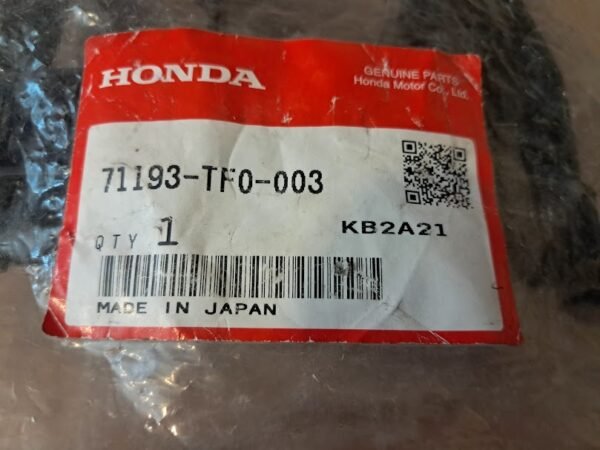 HONDA
GENUINE PARTS
Honda Motor Co., Ltd.
71193-TF0-003
QTY 1
KB2A21
MADE IN JAPAN